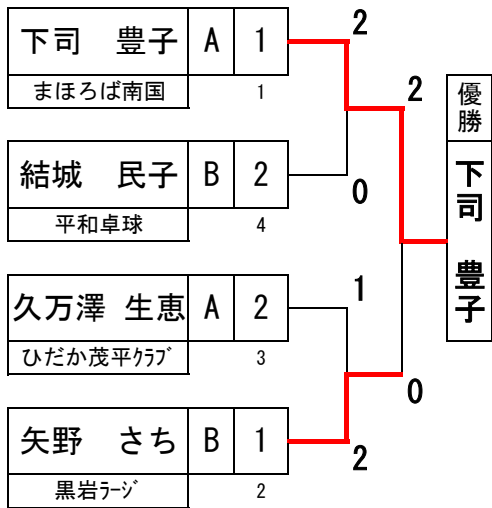 下司　豊子 A 1
まほろば南国 1
結城　民子 B 2
平和卓球 4
久万澤 生恵 A 2
ひだか茂平ｸﾗﾌﾞ 3
矢野　さち B 1
黒岩ﾗｰｼﾞ 2
2
0
1
2
2
0
優勝
下司　豊子